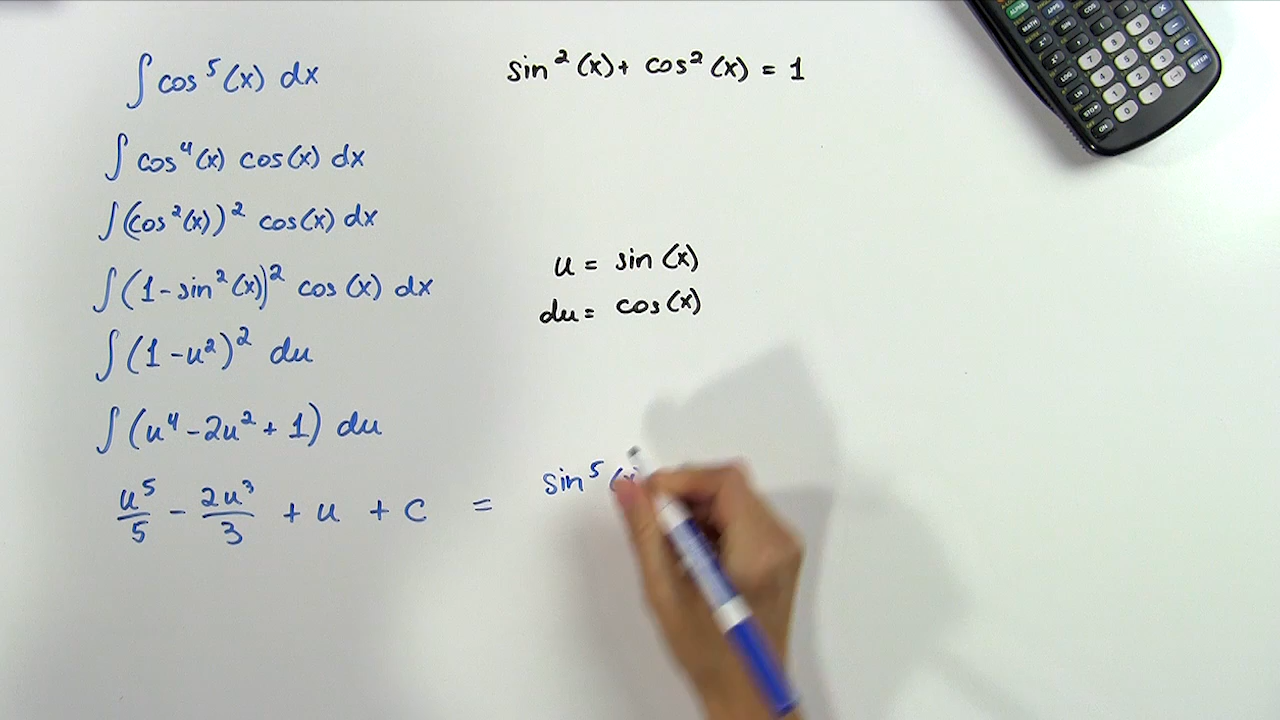 ∫ cos⁵(x) dx
sin²(x) + cos²(x) = 1
∫ cos⁴(x) cos(x) dx
∫ (cos²(x))² cos(x) dx
∫ (1 - sin²(x))² cos(x) dx
u = sin(x)
du = cos(x)
∫ (1 - u²)² du
∫ (u⁴ - 2u² + 1) du
u⁵/5 - 2u³/3 + u + C = sin⁵(x